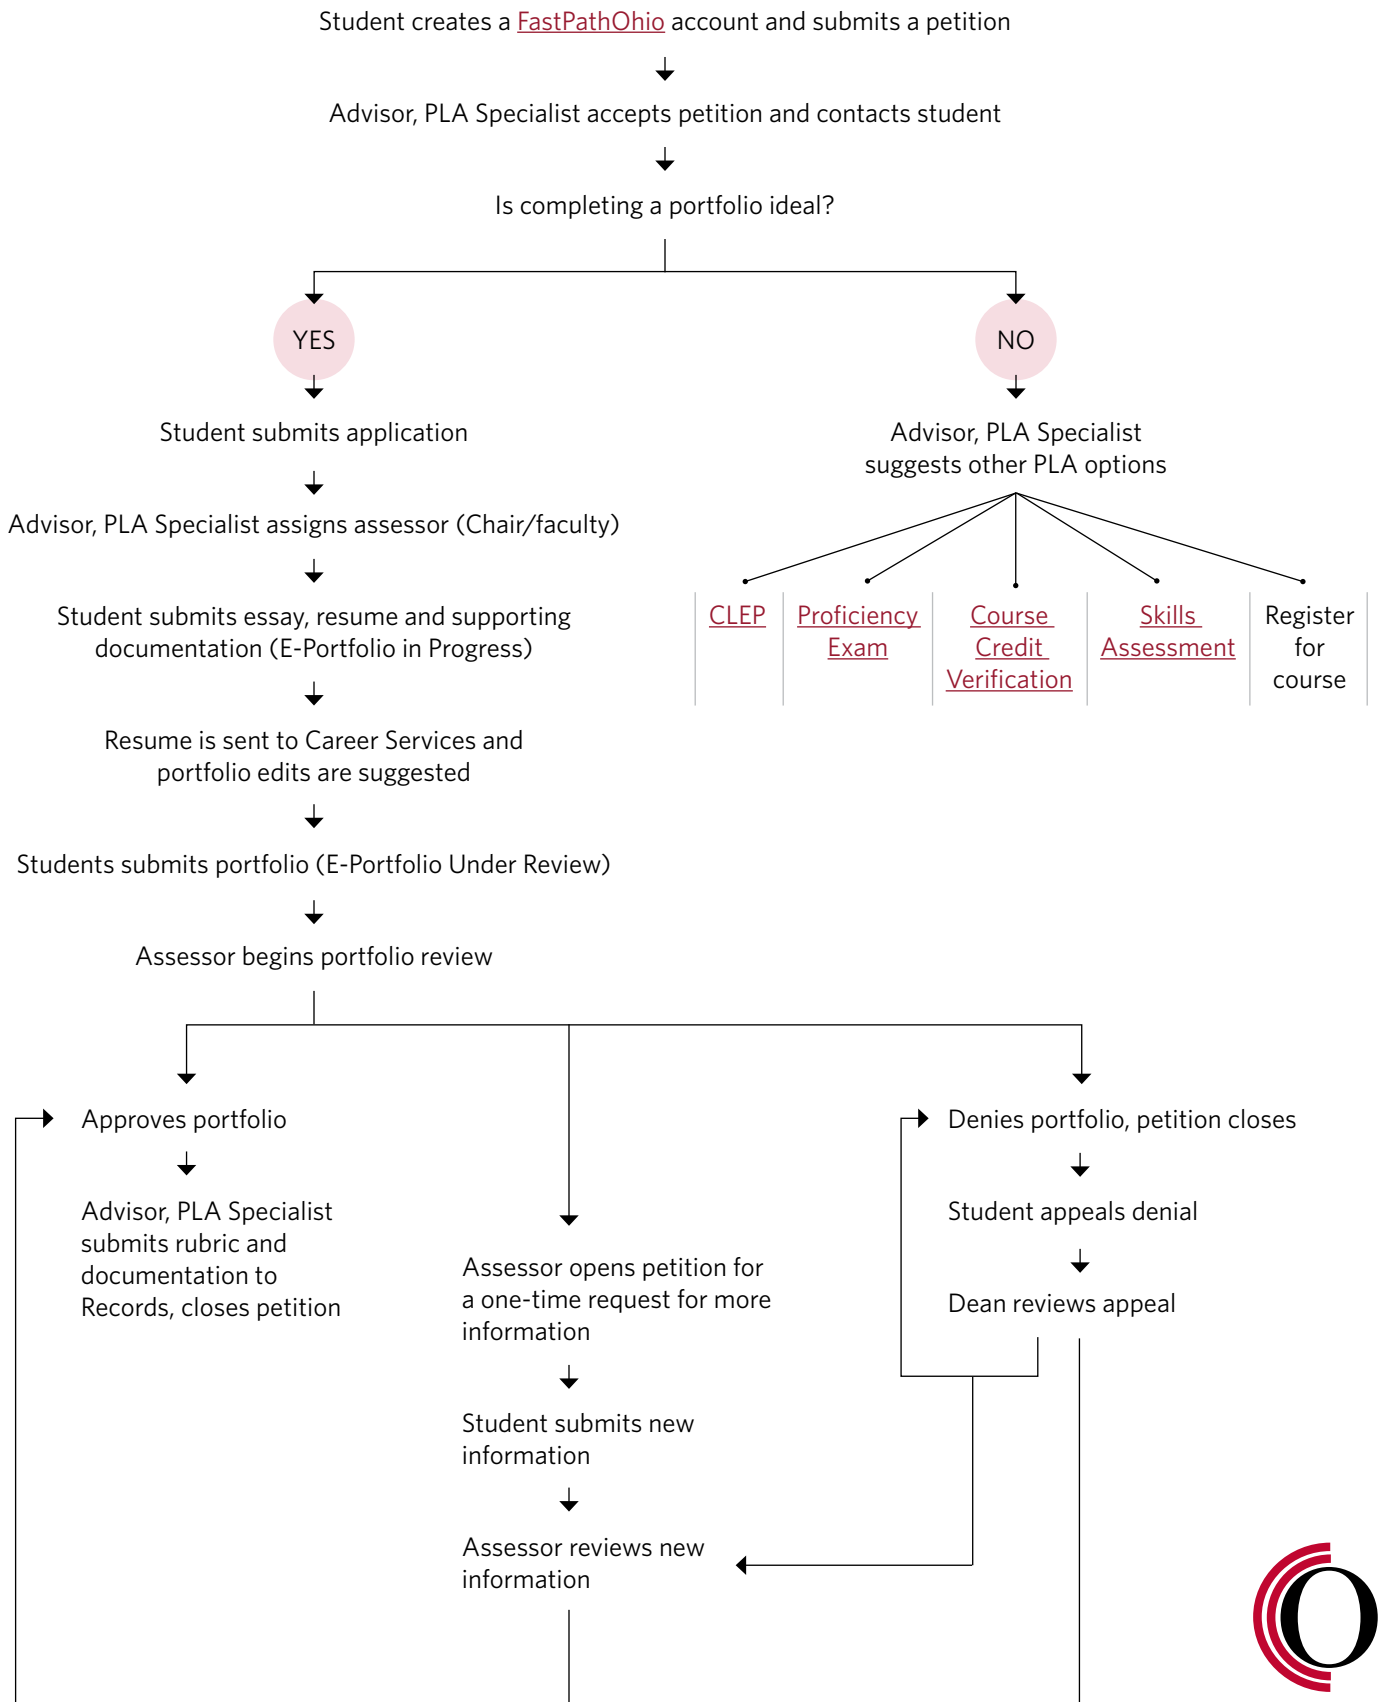 Student creates a FastPathOhio account and submits a petition
Advisor, PLA Specialist accepts petition and contacts student
Is completing a portfolio ideal?
YES
NO
Student submits application
Advisor, PLA Specialist assigns assessor (Chair/faculty)
Student submits essay, resume and supporting
documentation (E-Portfolio in Progress)
Resume is sent to Career Services and
portfolio edits are suggested
Students submits portfolio (E-Portfolio Under Review)
Assessor begins portfolio review
Advisor, PLA Specialist
suggests other PLA options
CLEP
Proficiency
Exam
Course
Credit
Verification
Skills
Assessment
Register
for
course
Approves portfolio
Advisor, PLA Specialist
submits rubric and
documentation to
Records, closes petition
Assessor opens petition for
a one-time request for more
information
Student submits new
information
Assessor reviews new
information
Denies portfolio, petition closes
Student appeals denial
Dean reviews appeal